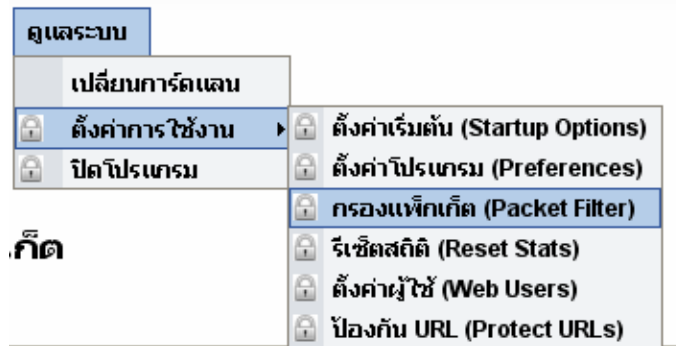 ดูแลระบบ
เปลี่ยนการ์ดแลน
ตั้งค่าการใช้งาน
ปิดโปรแกรม
ตั้งค่าเริ่มต้น (Startup Options)
ตั้งค่าโปรแกรม (Preferences)
กรองแพ็กเก็ต (Packet Filter)
รีเซ็ตสถิติ (Reset Stats)
ตั้งค่าผู้ใช้ (Web Users)
ป้องกัน URL (Protect URLs)
เก็ต